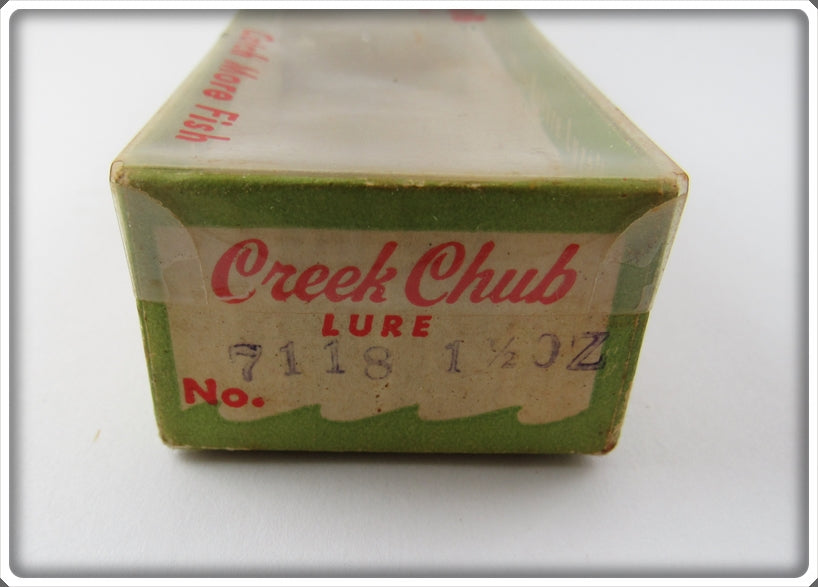 Catch More Fish
Creek Chub
LURE
7118 1½OZ
No.